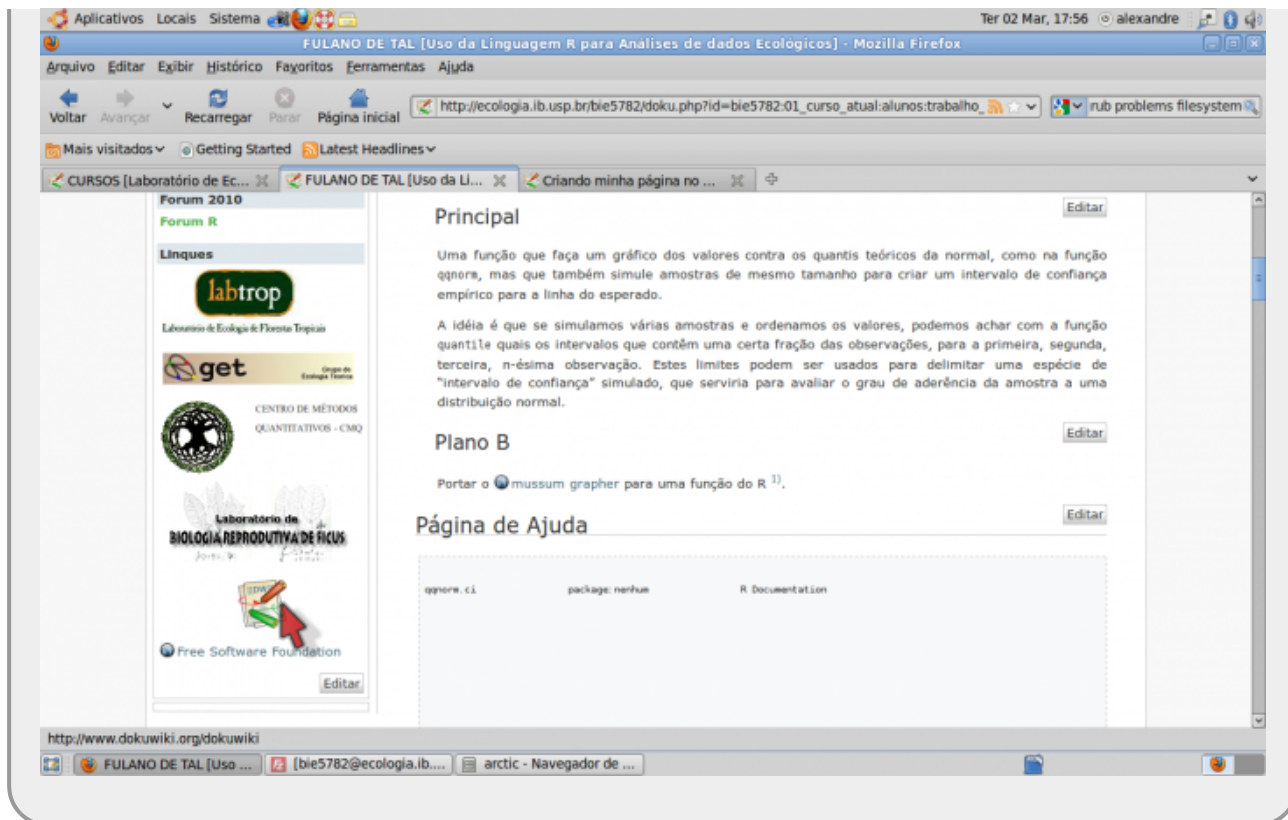 Aplicativos Locais Sistema
Ter 02 Mar, 17:56 alexandre
FULANO DE TAL [Uso da Linguagem R para Análises de dados Ecológicos] - Mozilla Firefox
Arquivo Editar Exibir Histórico Favoritos Ferramentas Ajuda
Voltar Avançar Recarregar Parar Página inicial
http://ecologia.ib.usp.br/bie5782/doku.php?id=bie5782:01_curso_atual:alunos:trabalho_
rub problems filesystem
Mais visitados Getting Started Latest Headlines
CURSOS [Laboratório de Ec... FULANO DE TAL [Uso da Li... Criando minha página no ...
Forum 2010
Forum R
Linques
labtrop
Laboratório de Ecologia de Florestas Tropicais
get
Grupo de
Ecologia Teórica
CENTRO DE MÉTODOS
QUANTITATIVOS - CMQ
Laboratório de
BIOLOGIA REPRODUTIVA DE FICUS
Free Software Foundation
Editar
Principal
Editar
Uma função que faça um gráfico dos valores contra os quantis teóricos da normal, como na função
qqnorm, mas que também simule amostras de mesmo tamanho para criar um intervalo de confiança
empírico para a linha do esperado.
A idéia é que se simulamos várias amostras e ordenamos os valores, podemos achar com a função
quantile quais os intervalos que contêm uma certa fração das observações, para a primeira, segunda,
terceira, n-ésima observação. Estes limites podem ser usados para delimitar uma espécie de
"intervalo de confiança" simulado, que serviria para avaliar o grau de aderência da amostra a uma
distribuição normal.
Plano B
Editar
Portar o mussum grapher para uma função do R 1).
Página de Ajuda
Editar
qqnorm.ci package:nenhum R Documentation
http://www.dokuwiki.org/dokuwiki
FULANO DE TAL [Uso ... [bie5782@ecologia.ib.... arctic - Navegador de ...